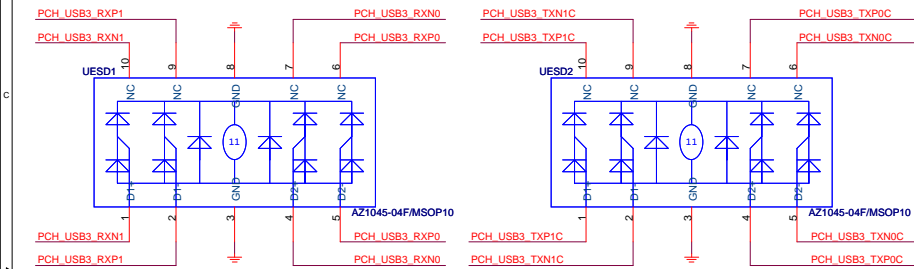 PCH_USB3_RXP1 PCH_USB3_RXN0 PCH_USB3_TXN1C PCH_USB3_TXP0C
PCH_USB3_RXN1 PCH_USB3_RXP0 PCH_USB3_TXP1C PCH_USB3_TXN0C
10 9 8 7 6 10 9 8 7 6
UESD1 UESD2
NC NC GND NC NC NC NC GND NC NC
C
11 11
D1+ D1- GND D2+ D2- D1+ D1- GND D2+ D2-
AZ1045-04F/MSOP10 AZ1045-04F/MSOP10
1 2 3 4 5 1 2 3 4 5
PCH_USB3_RXN1 PCH_USB3_RXP0 PCH_USB3_TXP1C PCH_USB3_TXN0C
PCH_USB3_RXP1 PCH_USB3_RXN0 PCH_USB3_TXN1C PCH_USB3_TXP0C